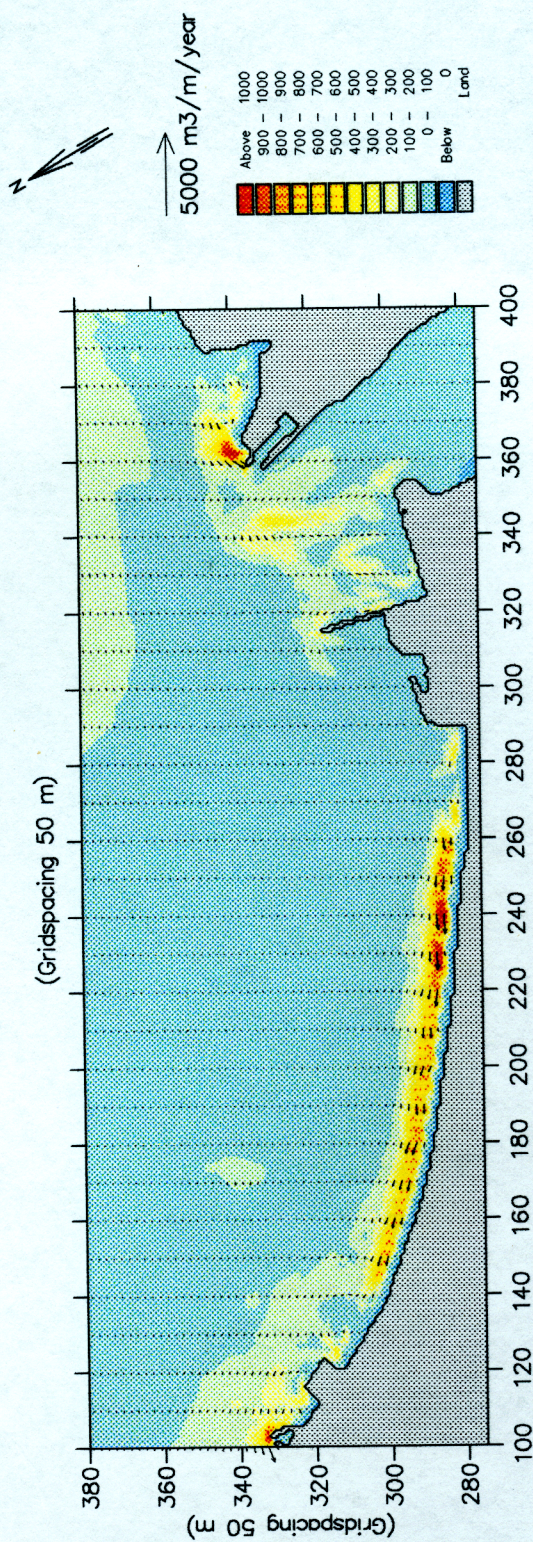 N
5000 m3/m/year
Above 1000
900 - 1000
800 - 900
700 - 800
600 - 700
500 - 600
400 - 500
300 - 400
200 - 300
100 - 200
0 - 100
Below 0
Land
(Gridspacing 50 m)
380
360
340
320
300
280
(Gridspacing 50 m)
100 120 140 160 180 200 220 240 260 280 300 320 340 360 380 400